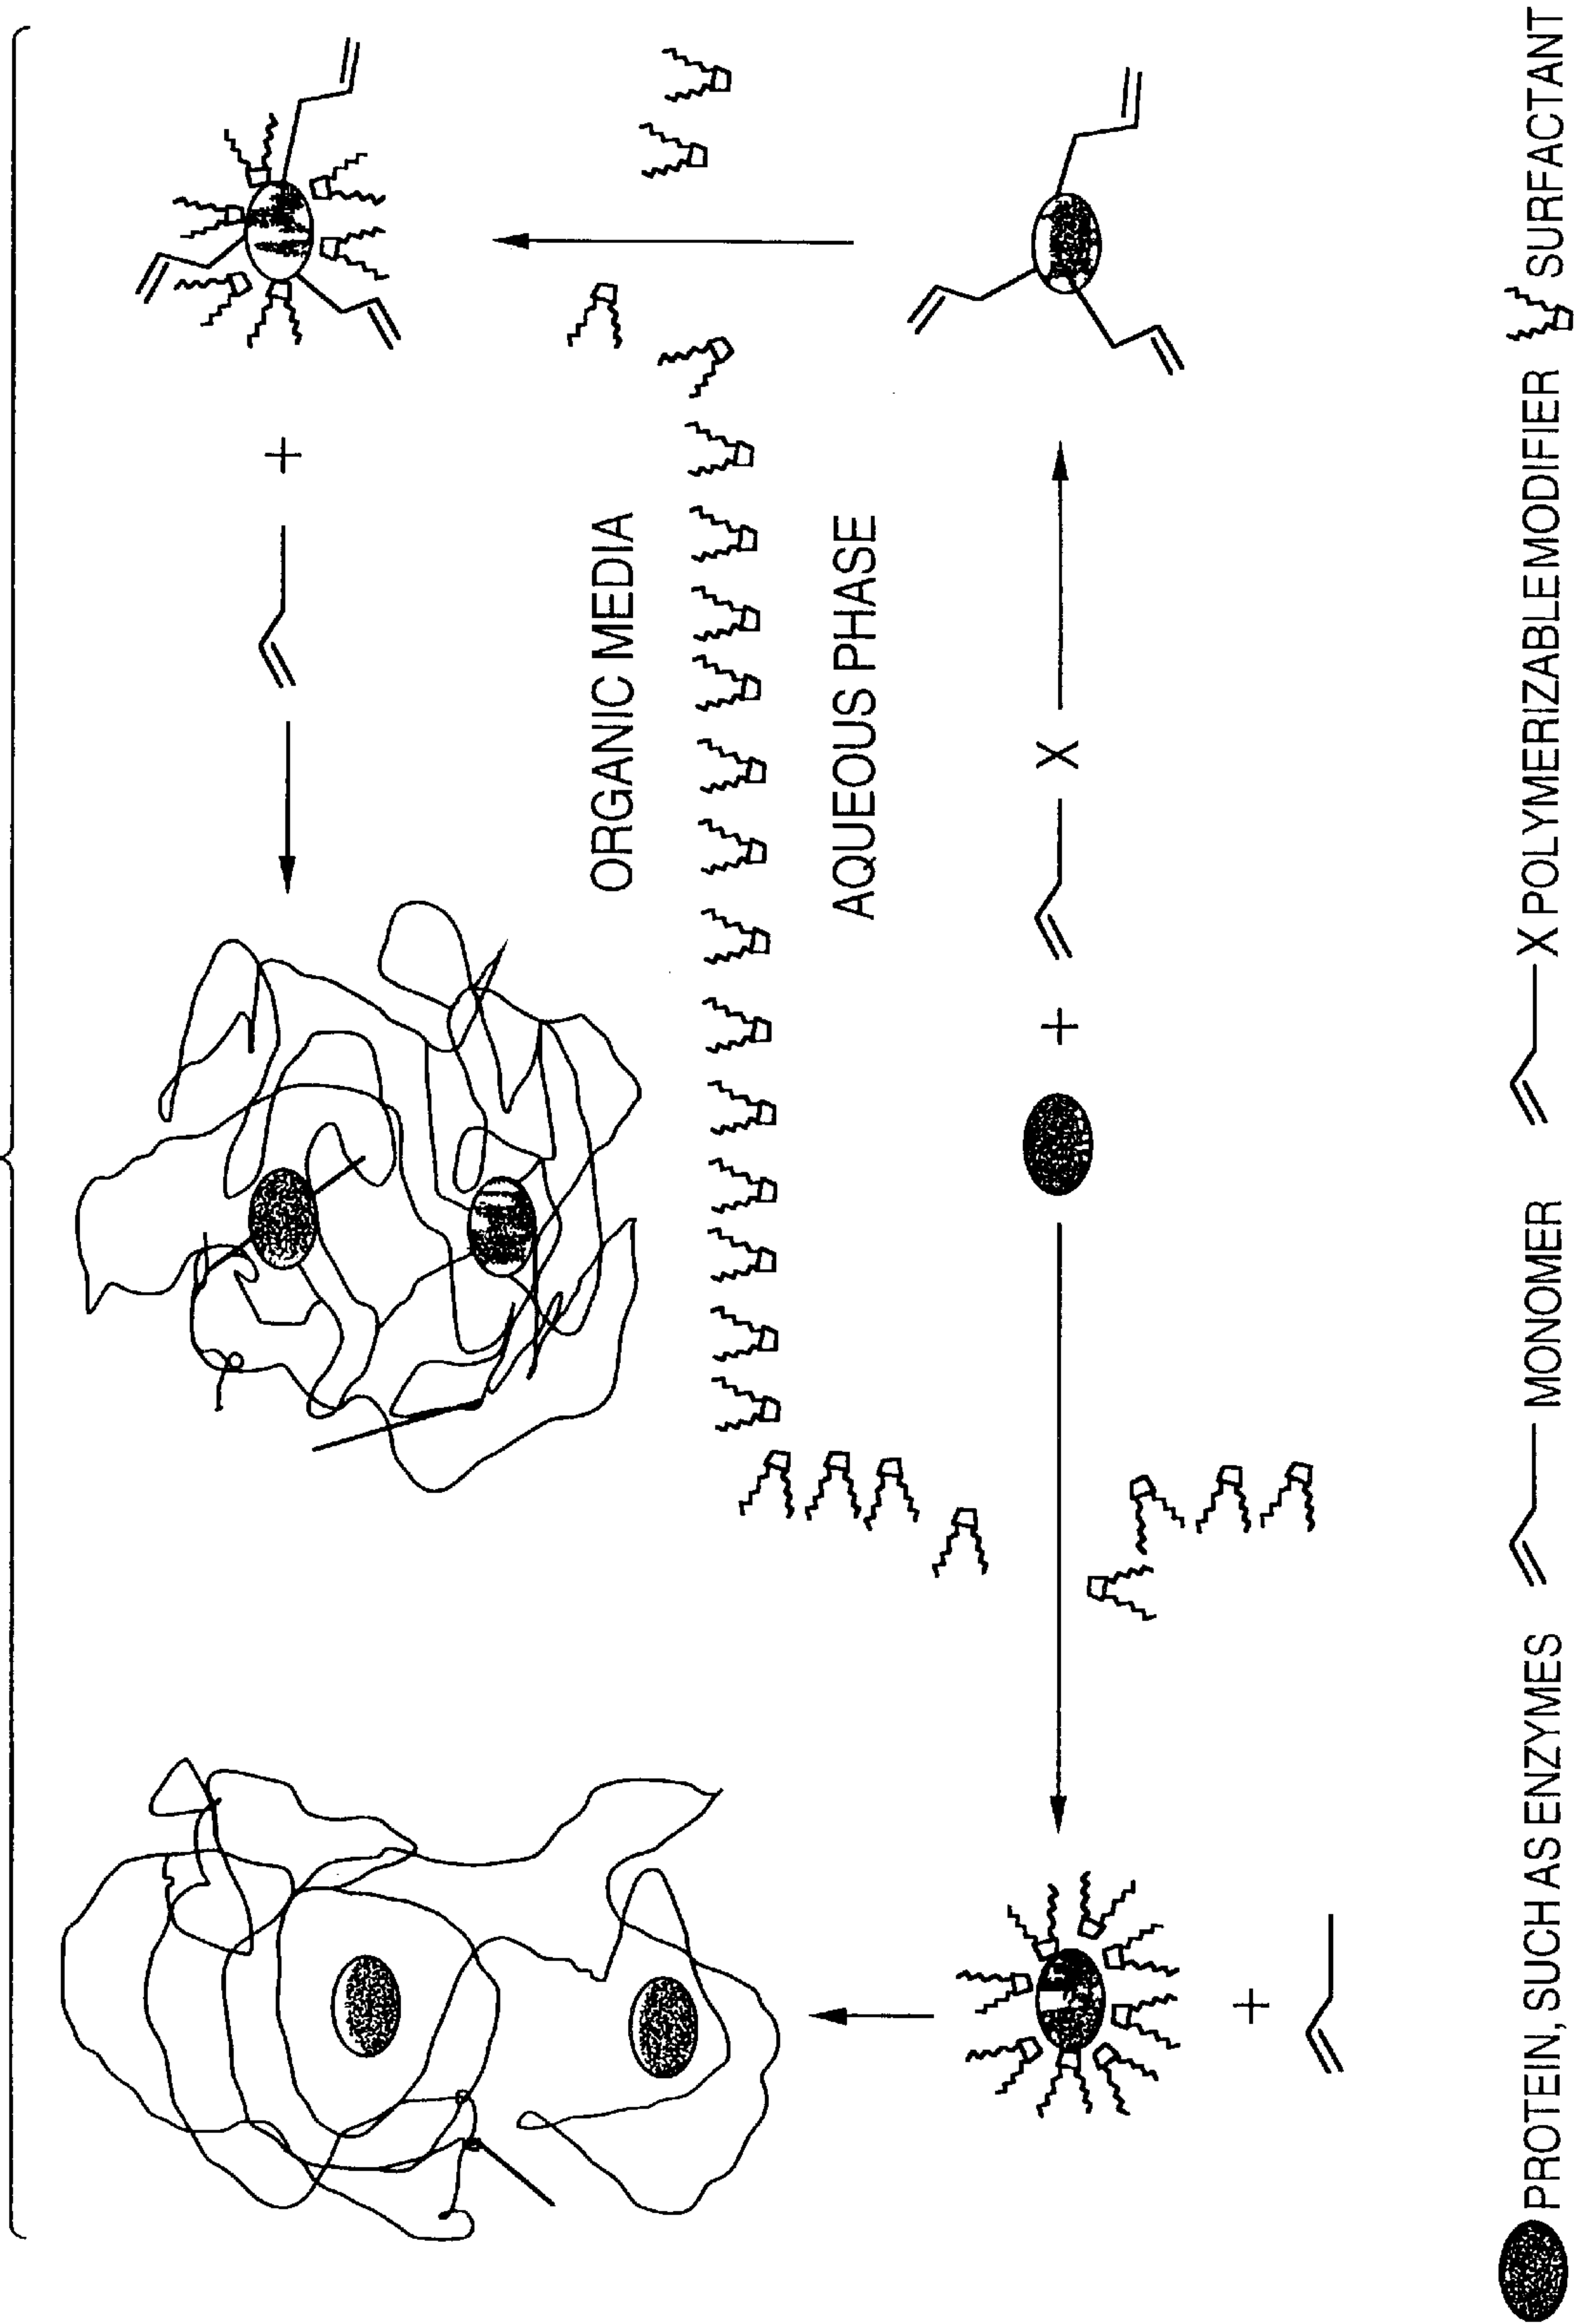 +
ORGANIC MEDIA
AQUEOUS PHASE
+ X
+
PROTEIN, SUCH AS ENZYMES MONOMER X POLYMERIZABLEMODIFIER SURFACTANT